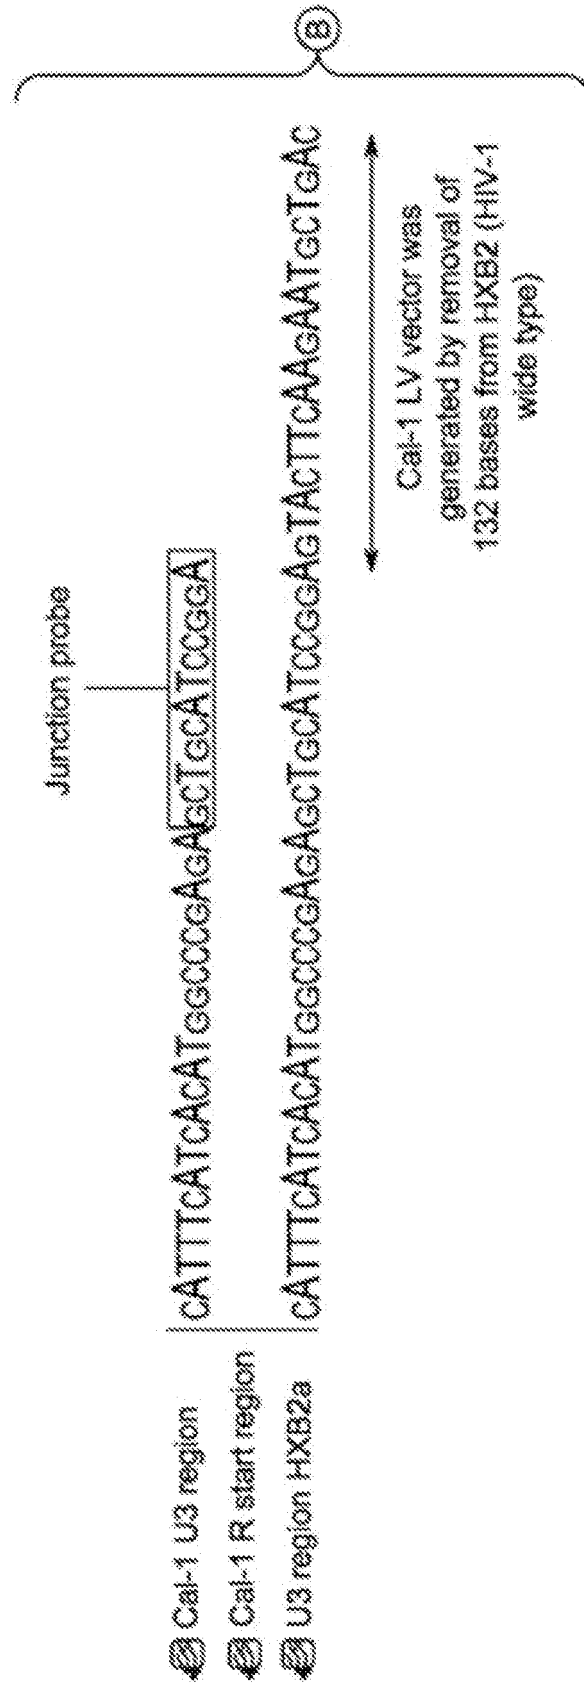 Junction probe
Cal-1 U3 region
CATTTCATCACATGGCCCGAGAGCTGCATCCGGA
Cal-1 R start region
U3 region HXB2a
CATTTCATCACATGGCCCGAGAGCTGCATCCGGAGTACTTCAAGAATGCTGAC
Cal-1 LV vector was
generated by removal of
132 bases from HXB2 (HIV-1
wide type)
B